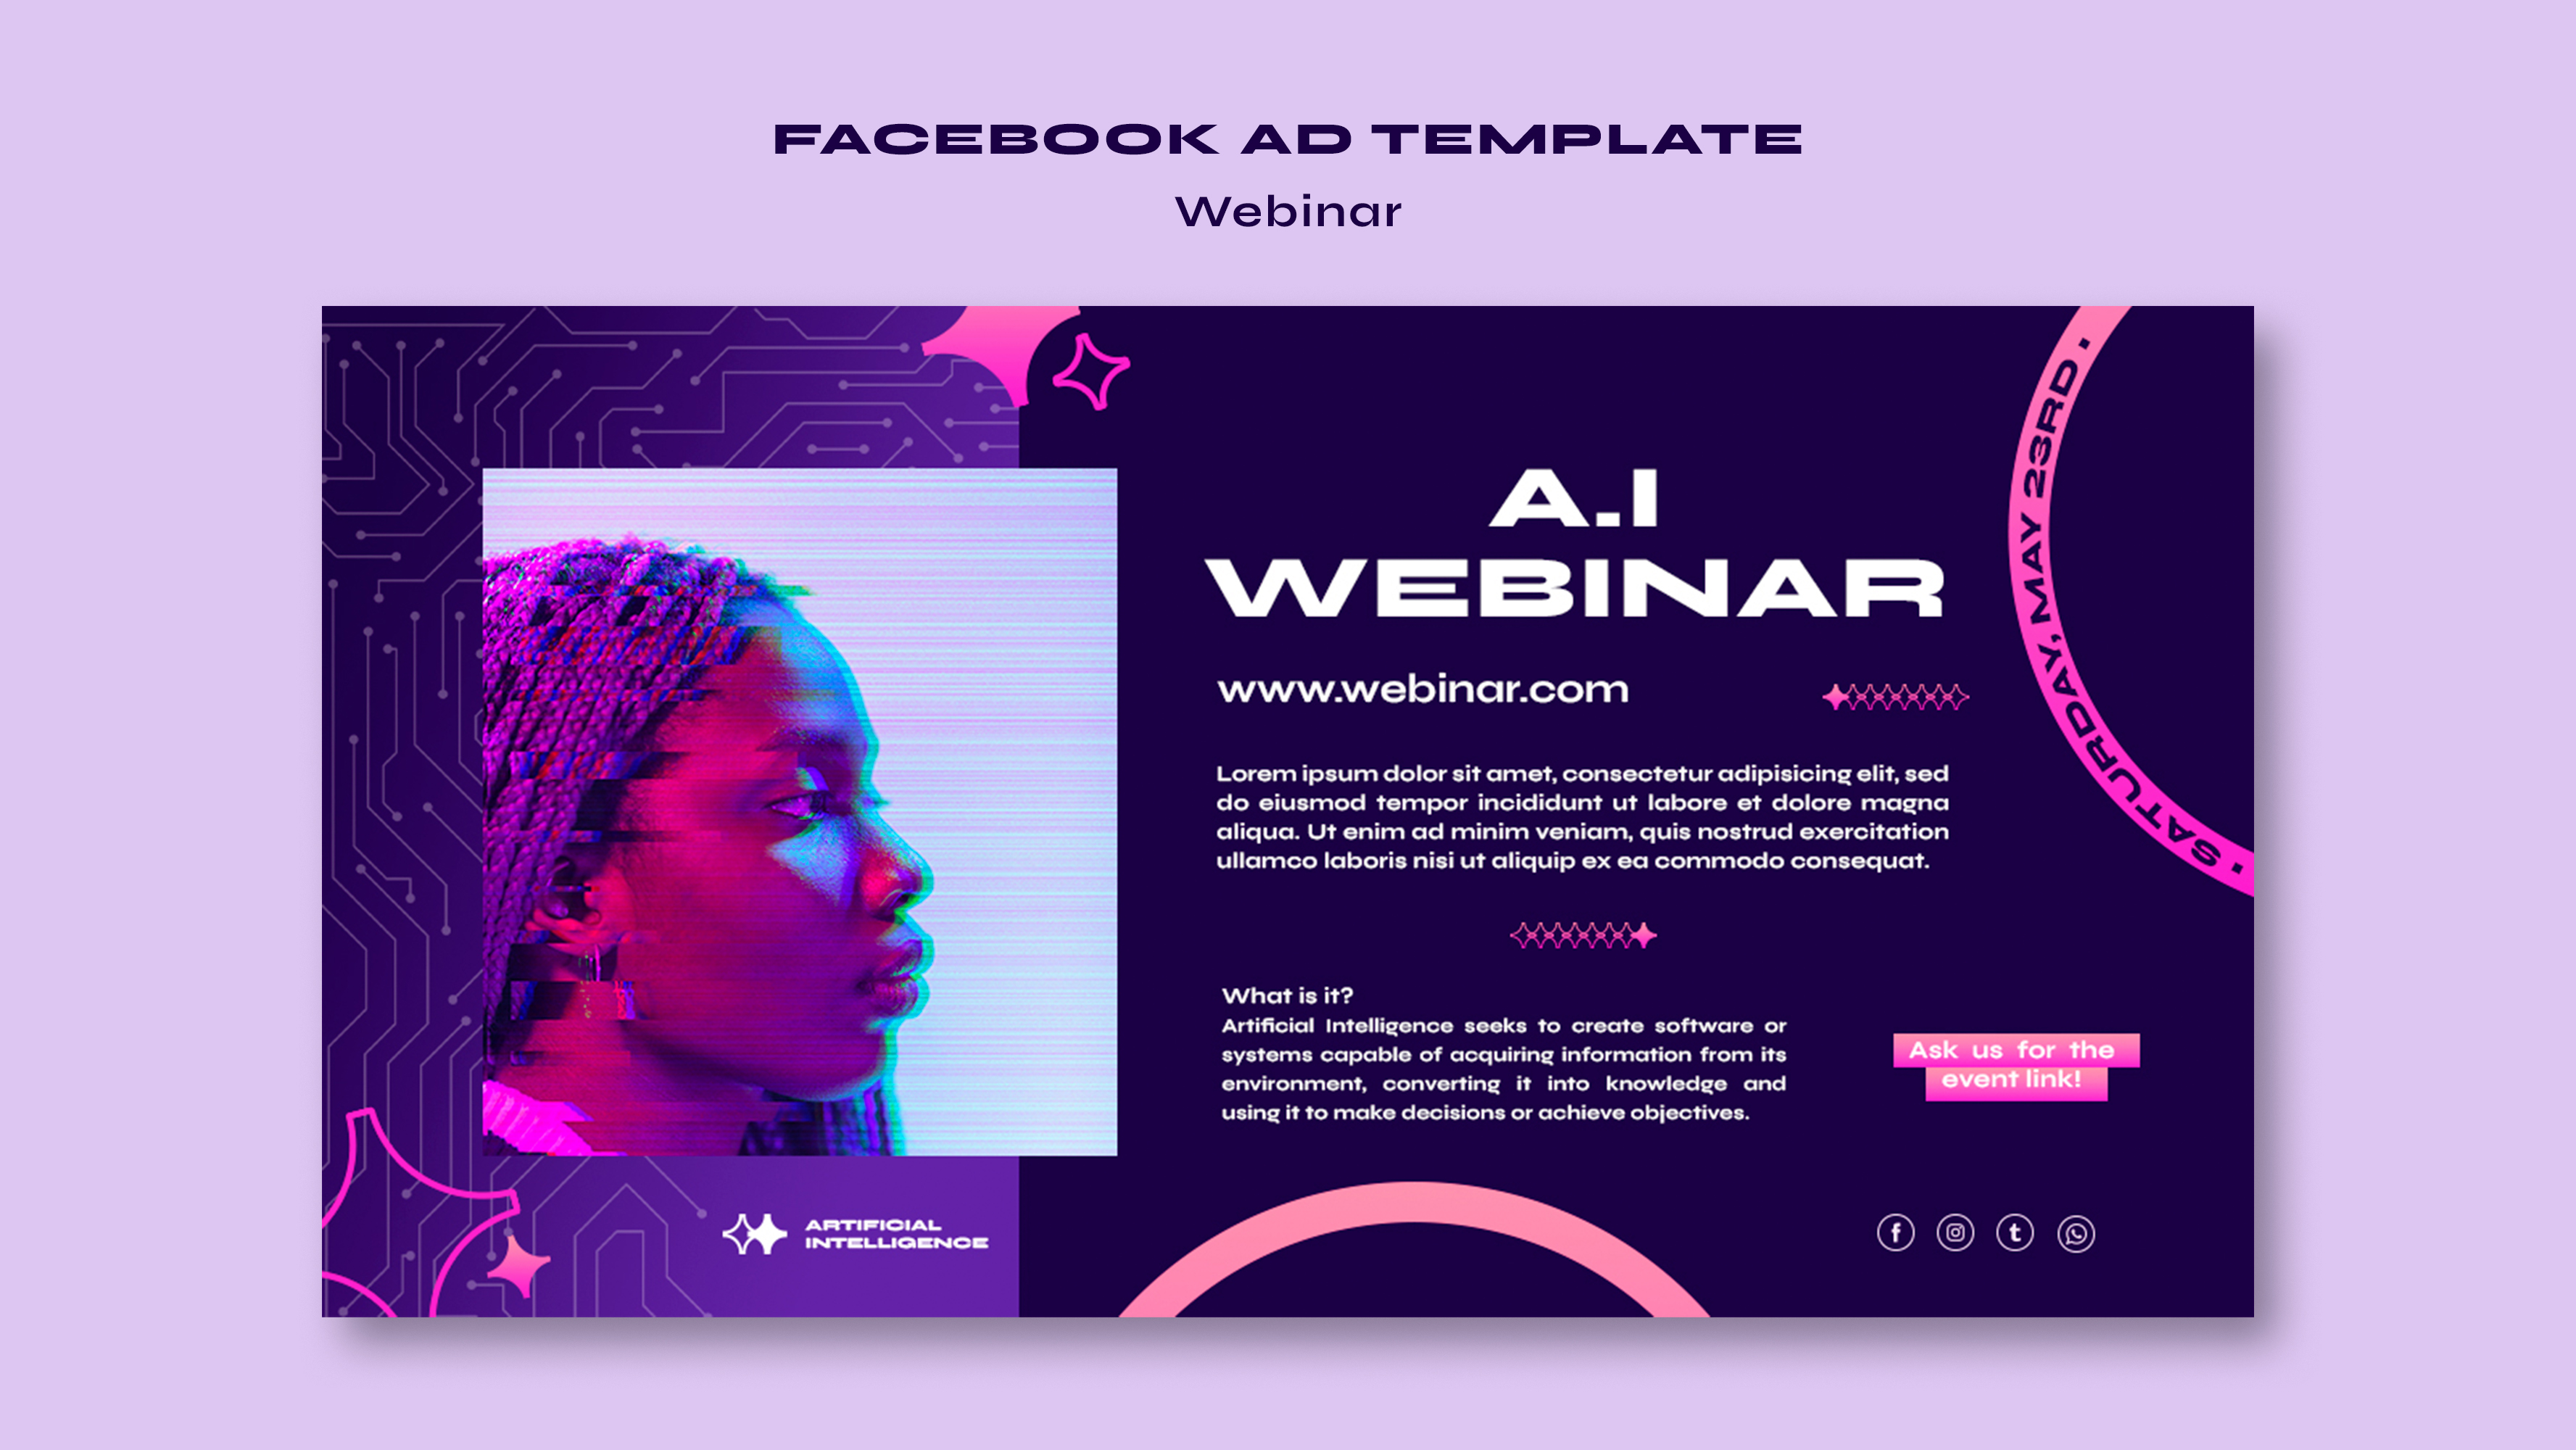 FACEBOOK AD TEMPLATE
Webinar
A.I
WEBINAR
www.webinar.com
Lorem ipsum dolor sit amet, consectetur adipisicing elit, sed
do eiusmod tempor incididunt ut labore et dolore magna
aliqua. Ut enim ad minim veniam, quis nostrud exercitation
ullamco laboris nisi ut aliquip ex ea commodo consequat.
What is it?
Artificial Intelligence seeks to create software or
systems capable of acquiring information from its
environment, converting it into knowledge and
using it to make decisions or achieve objectives.
Ask us for the
event link!
• SATURDAY, MAY 23RD •
ARTIFICIAL
INTELLIGENCE